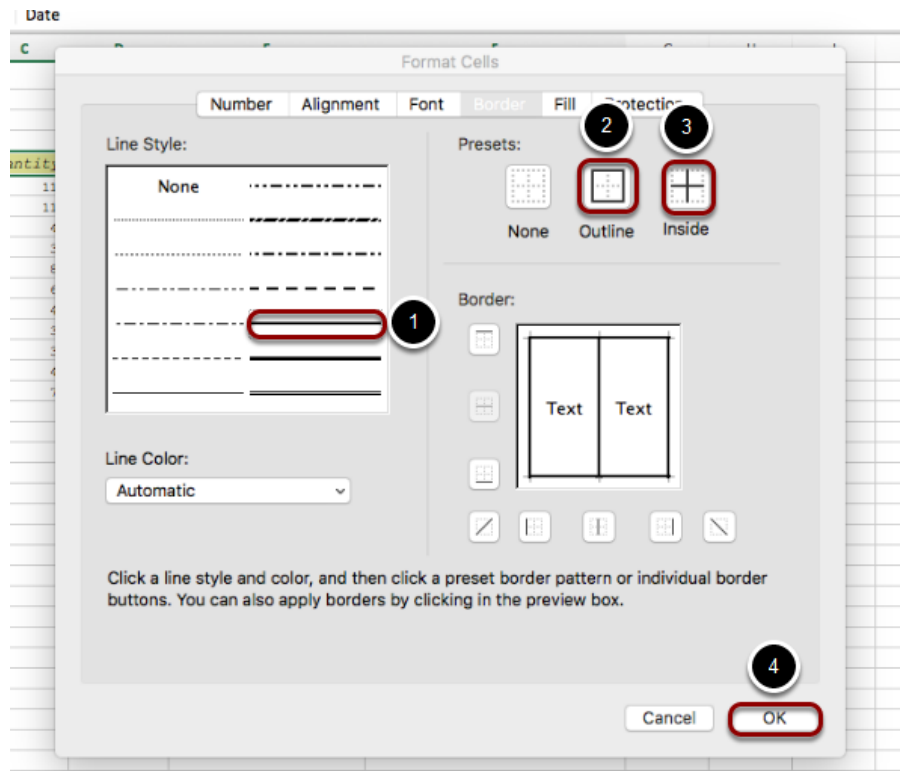 Date
C
Format Cells
Number Alignment Font Border Fill Protection
2 3
Line Style:
Presets:
None
None Outline Inside
1
Border:
Text Text
Line Color:
Automatic
Click a line style and color, and then click a preset border pattern or individual border
buttons. You can also apply borders by clicking in the preview box.
4
Cancel OK